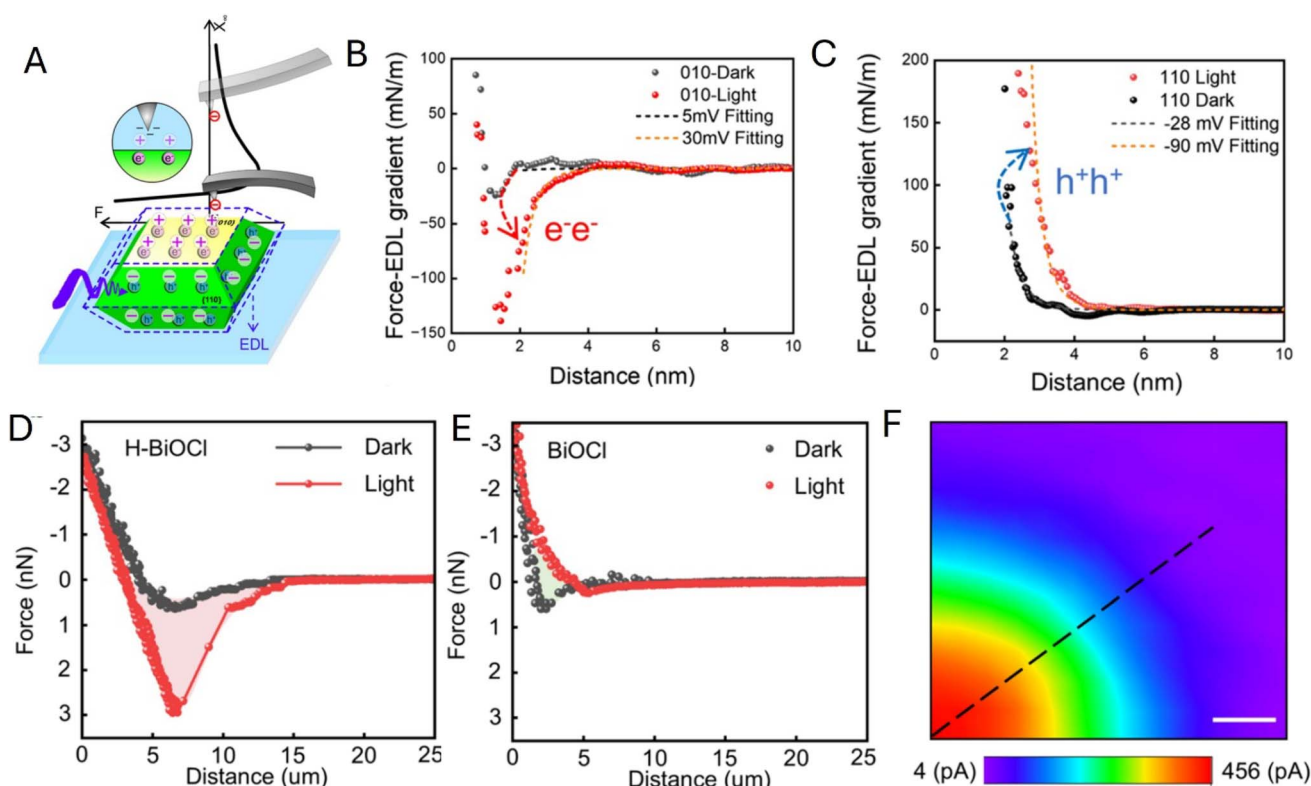 A
X
F
{010}
{110}
EDL
B
Force-EDL gradient (mN/m)
100
50
0
−50
−100
−150
010-Dark
010-Light
5mV Fitting
30mV Fitting
e⁻e⁻
0 2 4 6 8 10
Distance (nm)
C
Force-EDL gradient (mN/m)
200
150
100
50
0
110 Light
110 Dark
-28 mV Fitting
-90 mV Fitting
h⁺h⁺
0 2 4 6 8 10
Distance (nm)
D
H-BiOCl
Dark
Light
Force (nN)
-3
-2
-1
0
1
2
3
0 5 10 15 20 25
Distance (um)
E
BiOCl
Dark
Light
Force (nN)
-3
-2
-1
0
1
2
3
0 5 10 15 20 25
Distance (um)
F
4 (pA) 456 (pA)